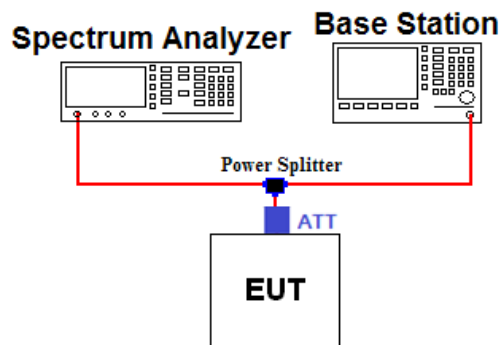 Spectrum Analyzer
Base Station
Power Splitter
ATT
EUT